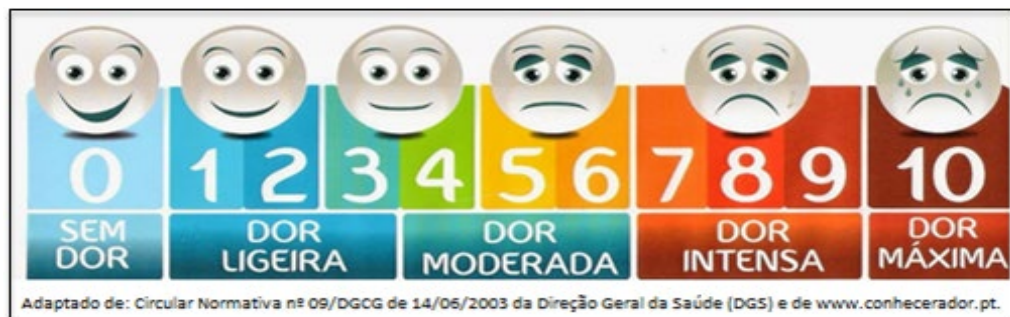 0 1 2 3 4 5 6 7 8 9 10
SEM DOR LIGEIRA DOR MODERADA DOR INTENSA DOR MÁXIMA
Adaptado de: Circular Normativa nº 09/DGCG de 14/06/2003 da Direção Geral da Saúde (DGS) e de www.conhecerador.pt.